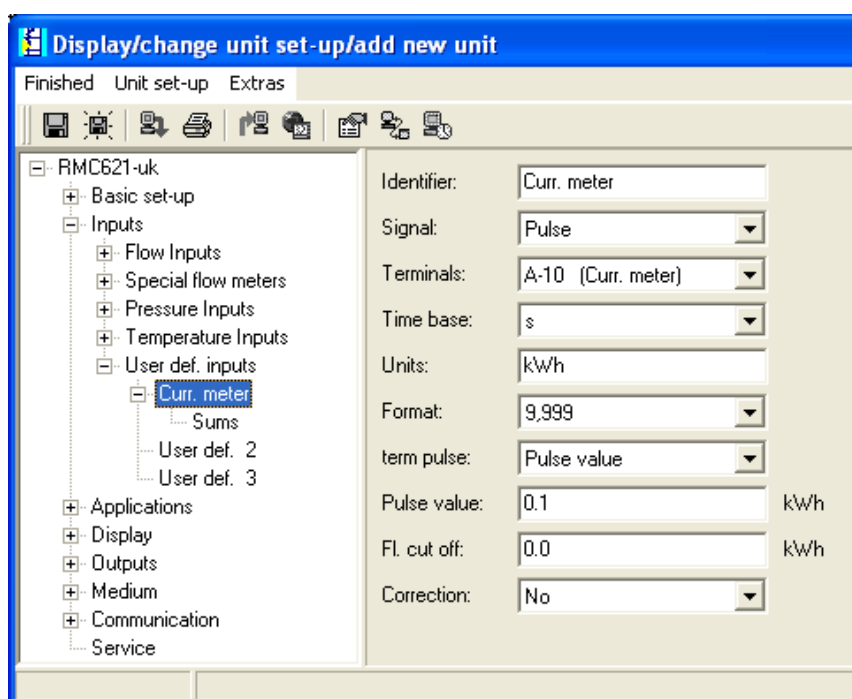 Display/change unit set-up/add new unit
Finished Unit set-up Extras
RMC621-uk
Basic set-up
Inputs
Flow Inputs
Special flow meters
Pressure Inputs
Temperature Inputs
User def. inputs
Curr. meter
Sums
User def. 2
User def. 3
Applications
Display
Outputs
Medium
Communication
Service
Identifier: Curr. meter
Signal: Pulse
Terminals: A-10 (Curr. meter)
Time base: s
Units: kWh
Format: 9,999
term pulse: Pulse value
Pulse value: 0.1 kWh
Fl. cut off: 0.0 kWh
Correction: No